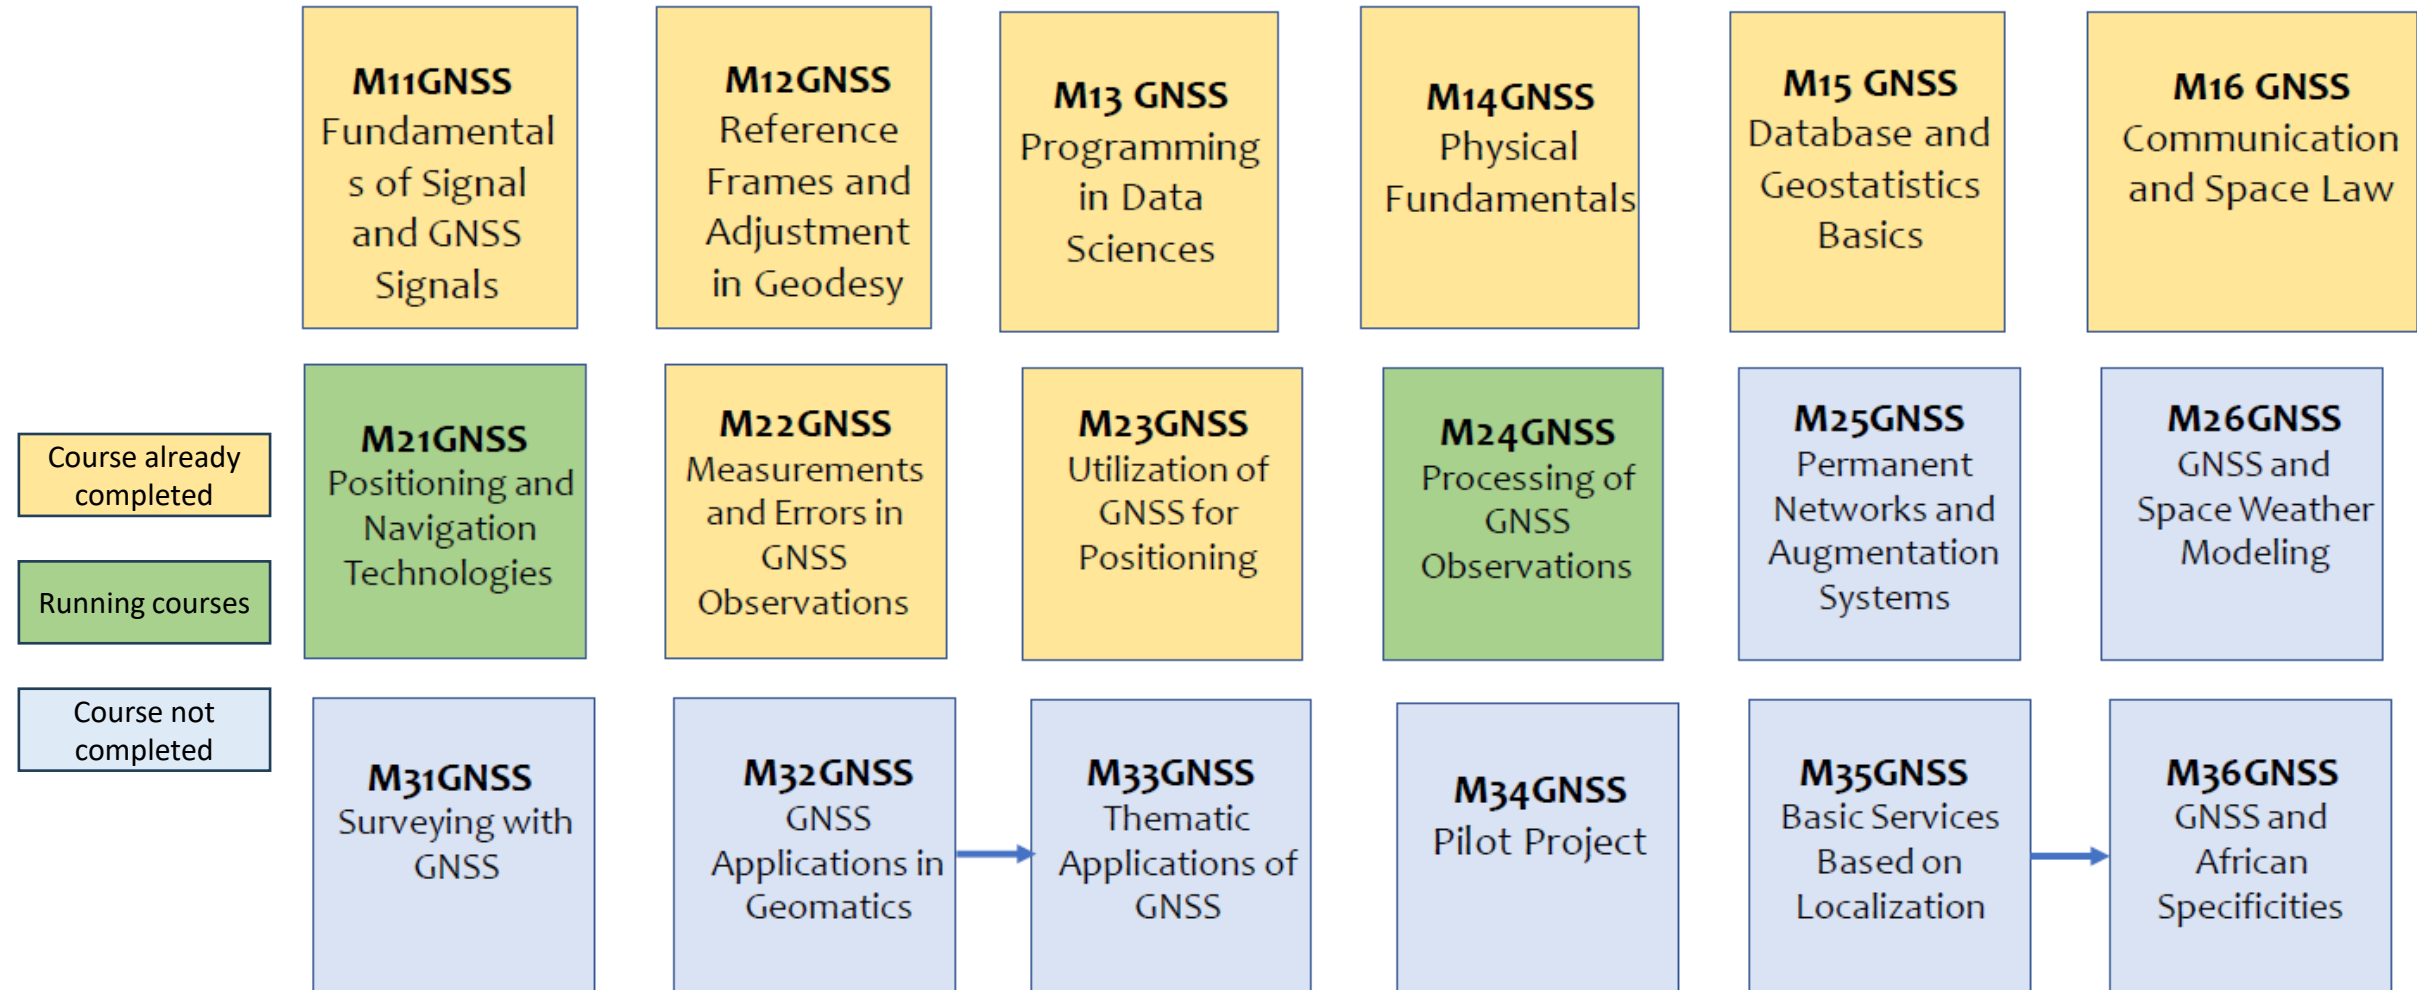 M11GNSS
Fundamental
s of Signal
and GNSS
Signals
M12GNSS
Reference
Frames and
Adjustment
in Geodesy
M13 GNSS
Programming
in Data
Sciences
M14GNSS
Physical
Fundamentals
M15 GNSS
Database and
Geostatistics
Basics
M16 GNSS
Communication
and Space Law
Course already
completed
Running courses
Course not
completed
M21GNSS
Positioning and
Navigation
Technologies
M22GNSS
Measurements
and Errors in
GNSS
Observations
M23GNSS
Utilization of
GNSS for
Positioning
M24GNSS
Processing of
GNSS
Observations
M25GNSS
Permanent
Networks and
Augmentation
Systems
M26GNSS
GNSS and
Space Weather
Modeling
M31GNSS
Surveying with
GNSS
M32GNSS
GNSS
Applications in
Geomatics
M33GNSS
Thematic
Applications of
GNSS
M34GNSS
Pilot Project
M35GNSS
Basic Services
Based on
Localization
M36GNSS
GNSS and
African
Specificities